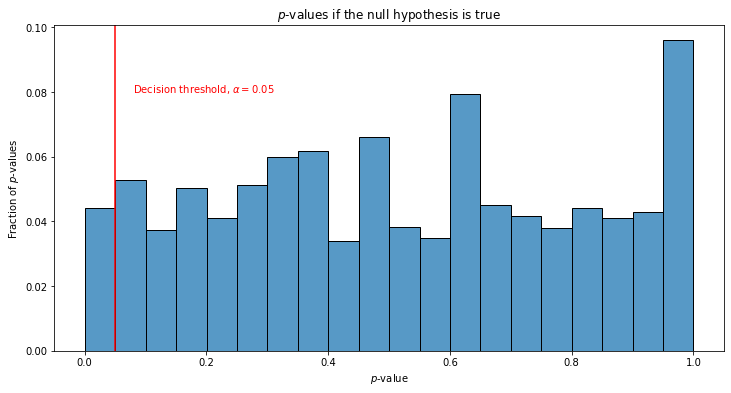 p-values if the null hypothesis is true
Decision threshold, α = 0.05
Fraction of p-values
0.10
0.08
0.06
0.04
0.02
0.00
0.0 0.2 0.4 0.6 0.8 1.0
p-value